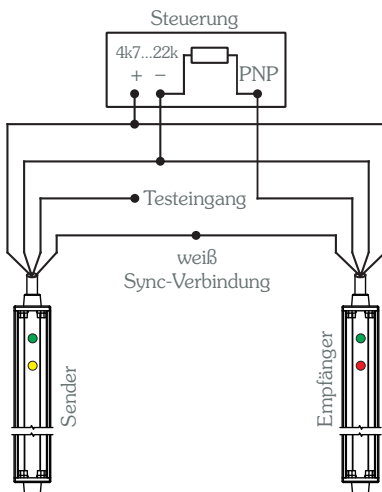 Steuerung
4k7...22k
+ − PNP
Testeingang
weiß
Sync-Verbindung
Sender
Empfänger